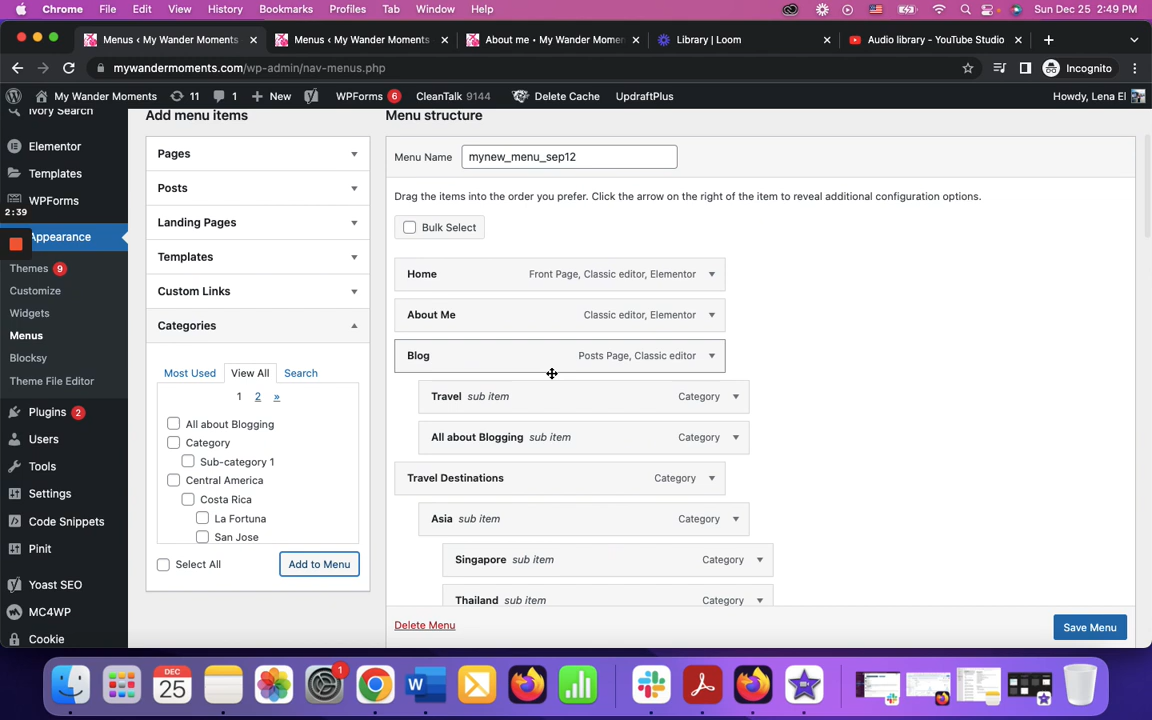 Chrome File Edit View History Bookmarks Profiles Tab Window Help Sun Dec 25 2:49 PM
Menus ‹ My Wander Moments Menus ‹ My Wander Moments About me • My Wander Momen Library | Loom Audio library - YouTube Studio
mywandermoments.com/wp-admin/nav-menus.php Incognito
My Wander Moments 11 1 New WPForms 6 CleanTalk 9144 Delete Cache UpdraftPlus Howdy, Lena El
Ivory Search
Elementor
Templates
WPForms
2:39
Appearance
Themes 9
Customize
Widgets
Menus
Blocksy
Theme File Editor
Plugins 2
Users
Tools
Settings
Code Snippets
Pinit
Yoast SEO
MC4WP
Cookie
Add menu items
Pages
Posts
Landing Pages
Templates
Custom Links
Categories
Most Used View All Search
1 2 »
All about Blogging
Category
Sub-category 1
Central America
Costa Rica
La Fortuna
San Jose
Select All Add to Menu
Menu structure
Menu Name mynew_menu_sep12
Drag the items into the order you prefer. Click the arrow on the right of the item to reveal additional configuration options.
Bulk Select
Home Front Page, Classic editor, Elementor
About Me Classic editor, Elementor
Blog Posts Page, Classic editor
Travel sub item Category
All about Blogging sub item Category
Travel Destinations Category
Asia sub item Category
Singapore sub item Category
Thailand sub item Category
Delete Menu Save Menu
DEC
25
1
W